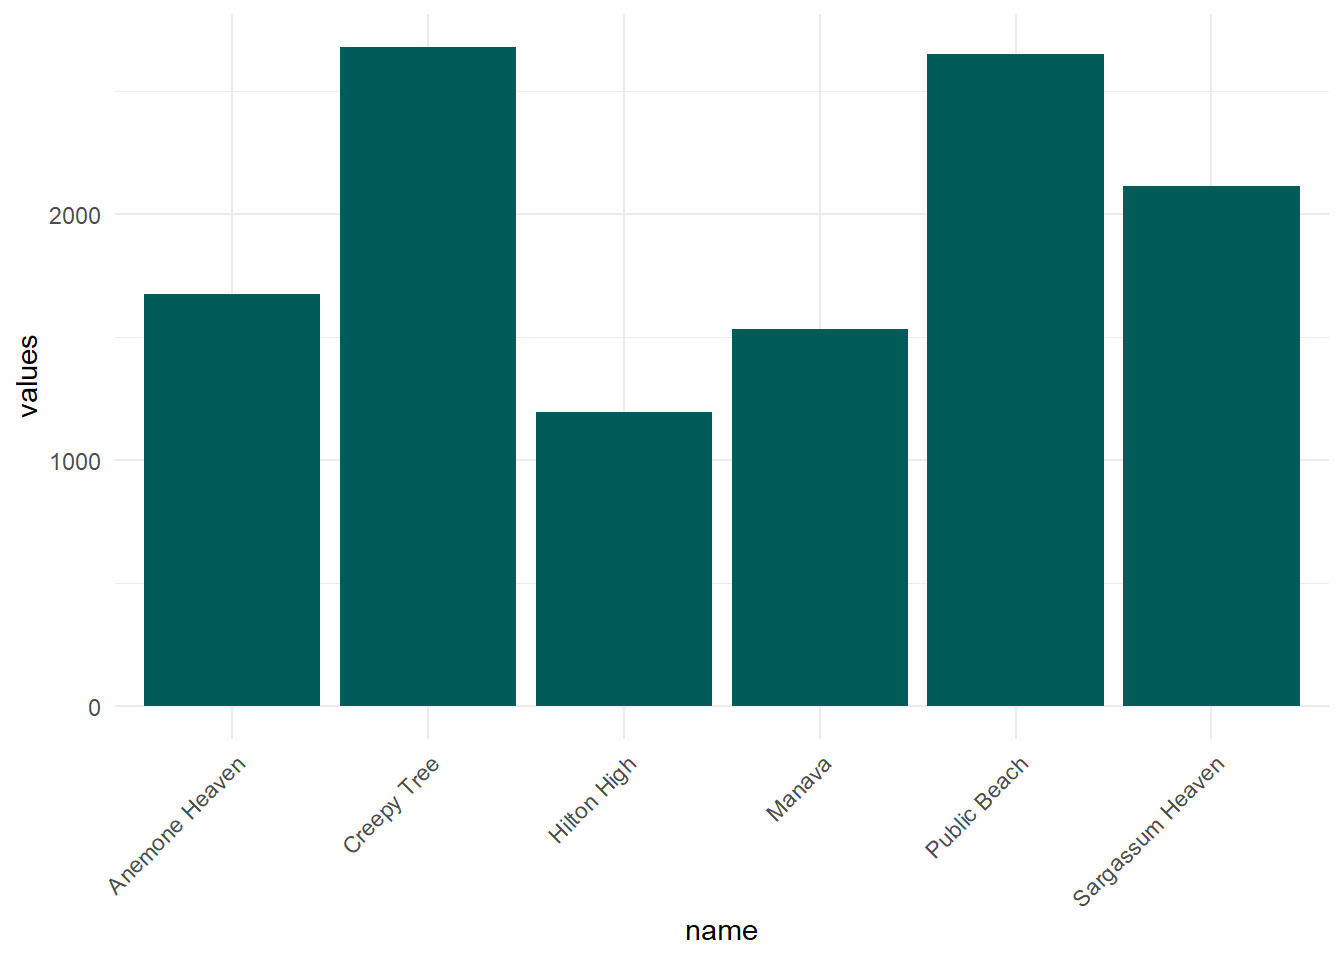 values
2000
1000
0
Anemone Heaven
Creepy Tree
Hilton High
Manava
Public Beach
Sargassum Heaven
name